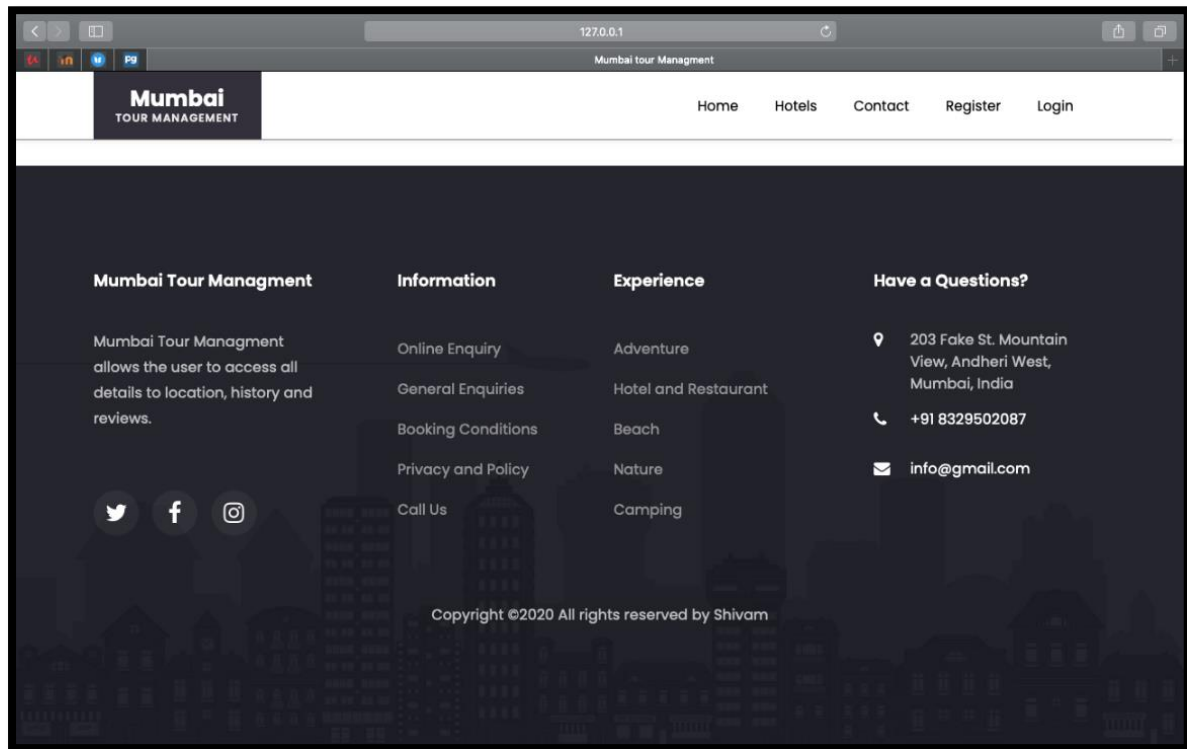 127.0.0.1
Pg
Mumbai tour Managment
Mumbai
TOUR MANAGEMENT
Home
Hotels
Contact
Register
Login
Mumbai Tour Managment
Mumbai Tour Managment
allows the user to access all
details to location, history and
reviews.
Information
Online Enquiry
General Enquiries
Booking Conditions
Privacy and Policy
Call Us
Experience
Adventure
Hotel and Restaurant
Beach
Nature
Camping
Have a Questions?
203 Fake St. Mountain
View, Andheri West,
Mumbai, India
+91 8329502087
info@gmail.com
Copyright ©2020 All rights reserved by Shivam